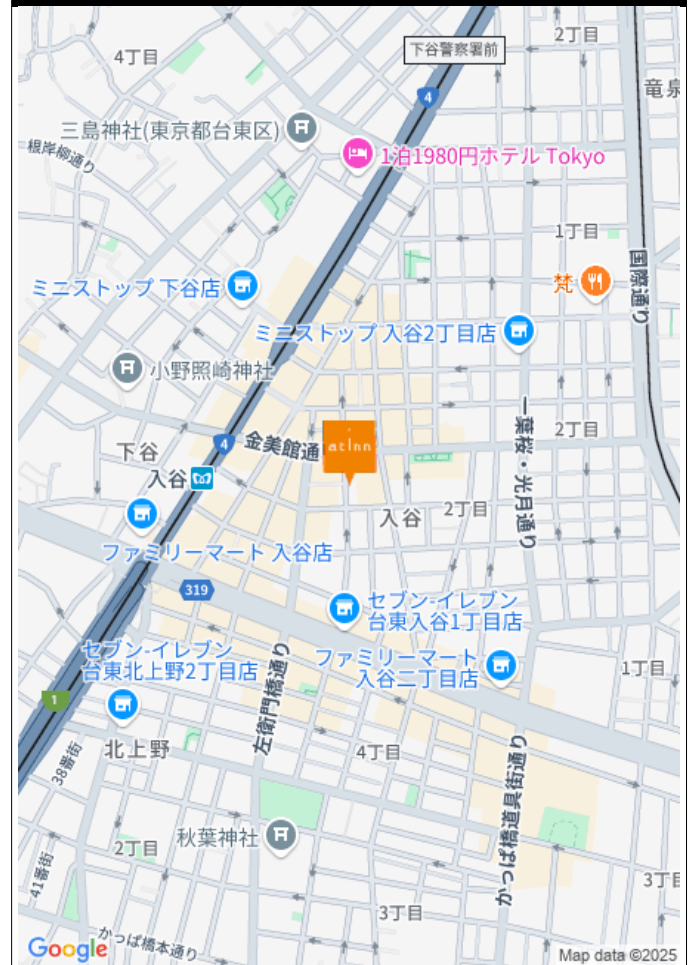 4丁目
2丁目
下谷警察署前
4
竜泉
三島神社(東京都台東区)
根岸柳通り
1泊1980円ホテル Tokyo
1丁目
国際通り
梵
ミニストップ 下谷店
ミニストップ 入谷2丁目店
小野照崎神社
一葉桜・光月通り
2丁目
金美館通
atinn
4
下谷
入谷
入谷
2丁目
ファミリーマート 入谷店
319
セブン-イレブン
台東入谷1丁目店
セブン-イレブン
台東北上野2丁目店
ファミリーマート
入谷二丁目店
1丁目
左衛門橋通り
1
北上野
4丁目
38番街
かっぱ橋道具街通り
秋葉神社
2丁目
41番街
3丁
3丁目
かっぱ橋本通り
Google
Map data ©2025